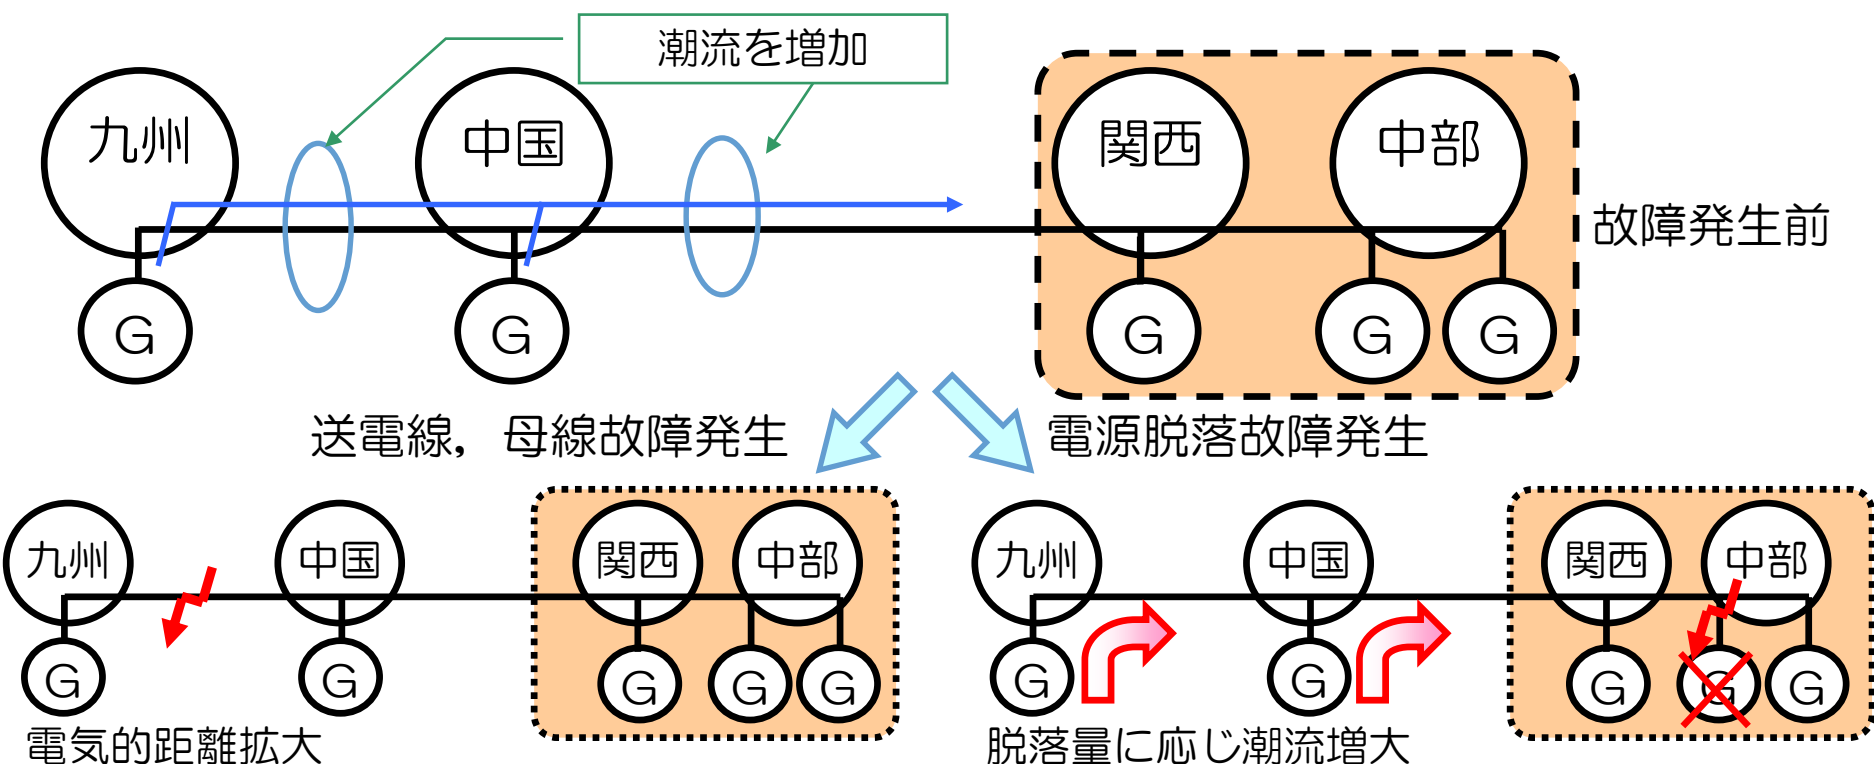 潮流を増加
九州
中国
関西
中部
故障発生前
G
G
G
G
G
送電線，母線故障発生
電源脱落故障発生
九州
中国
関西
中部
G
G
G
G
G
電気的距離拡大
九州
中国
関西
中部
G
G
G
G
G
脱落量に応じ潮流増大